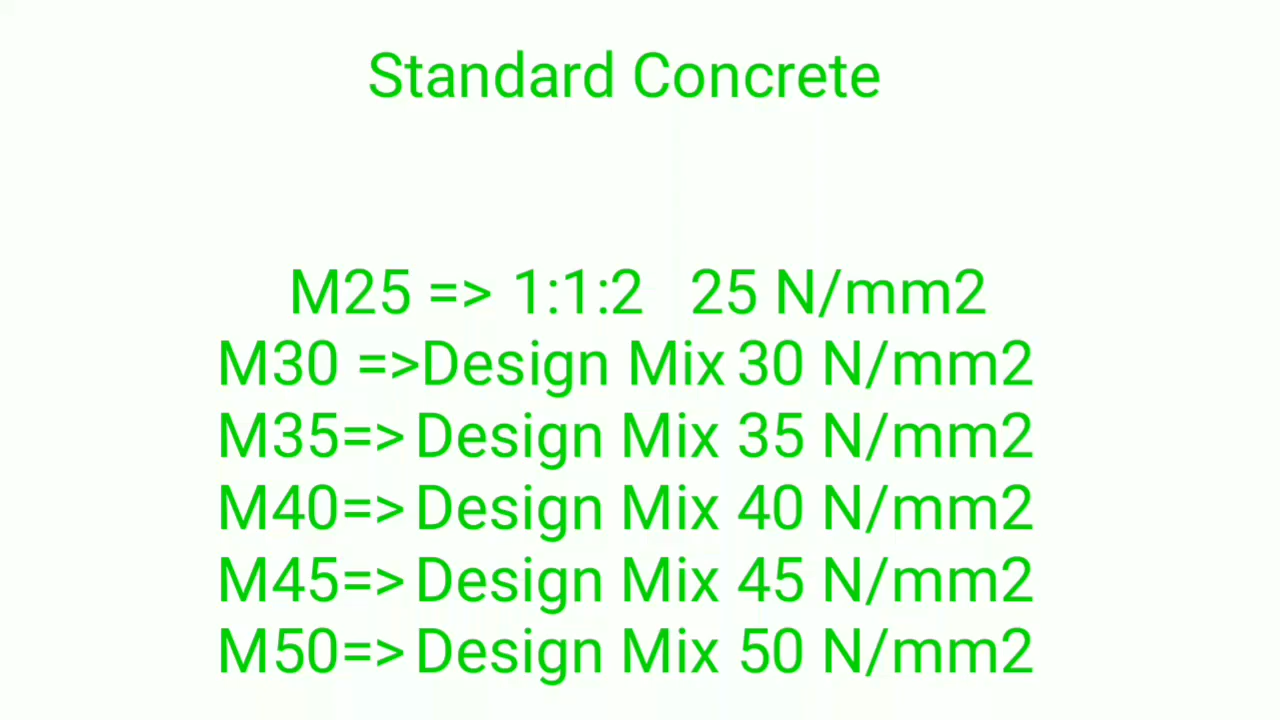 Standard Concrete
M25 => 1:1:2 25 N/mm2
M30 =>Design Mix 30 N/mm2
M35=> Design Mix 35 N/mm2
M40=> Design Mix 40 N/mm2
M45=> Design Mix 45 N/mm2
M50=> Design Mix 50 N/mm2